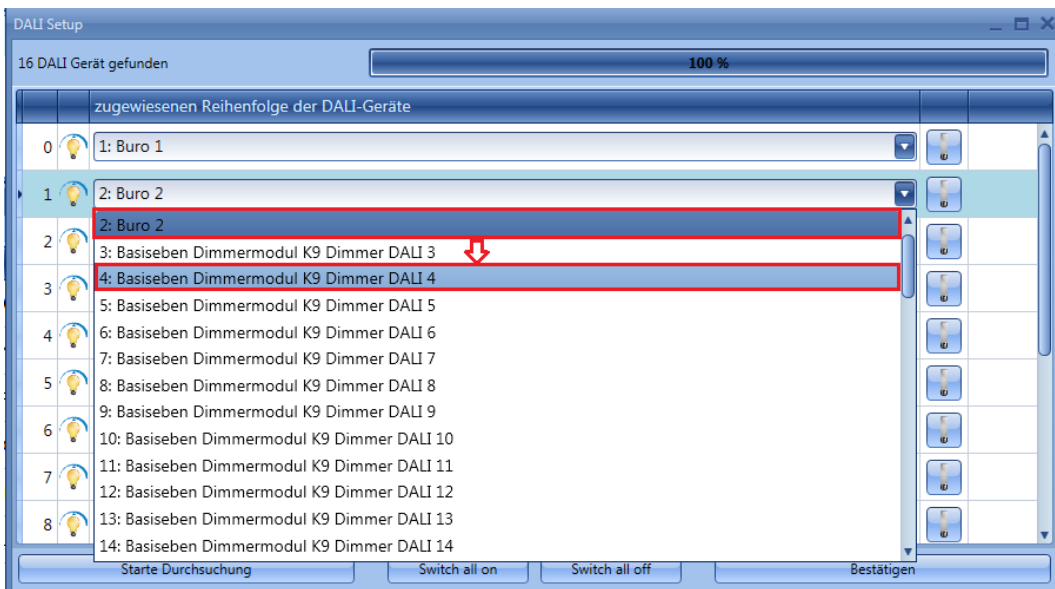 DALI Setup
16 DALI Gerät gefunden
100 %
zugewiesenen Reihenfolge der DALI-Geräte
0 1: Buro 1
1 2: Buro 2
2: Buro 2
2
3: Basiseben Dimmermodul K9 Dimmer DALI 3
4: Basiseben Dimmermodul K9 Dimmer DALI 4
3
5: Basiseben Dimmermodul K9 Dimmer DALI 5
4
6: Basiseben Dimmermodul K9 Dimmer DALI 6
7: Basiseben Dimmermodul K9 Dimmer DALI 7
5
8: Basiseben Dimmermodul K9 Dimmer DALI 8
9: Basiseben Dimmermodul K9 Dimmer DALI 9
6
10: Basiseben Dimmermodul K9 Dimmer DALI 10
11: Basiseben Dimmermodul K9 Dimmer DALI 11
7
12: Basiseben Dimmermodul K9 Dimmer DALI 12
13: Basiseben Dimmermodul K9 Dimmer DALI 13
8
14: Basiseben Dimmermodul K9 Dimmer DALI 14
Starte Durchsuchung Switch all on Switch all off Bestätigen